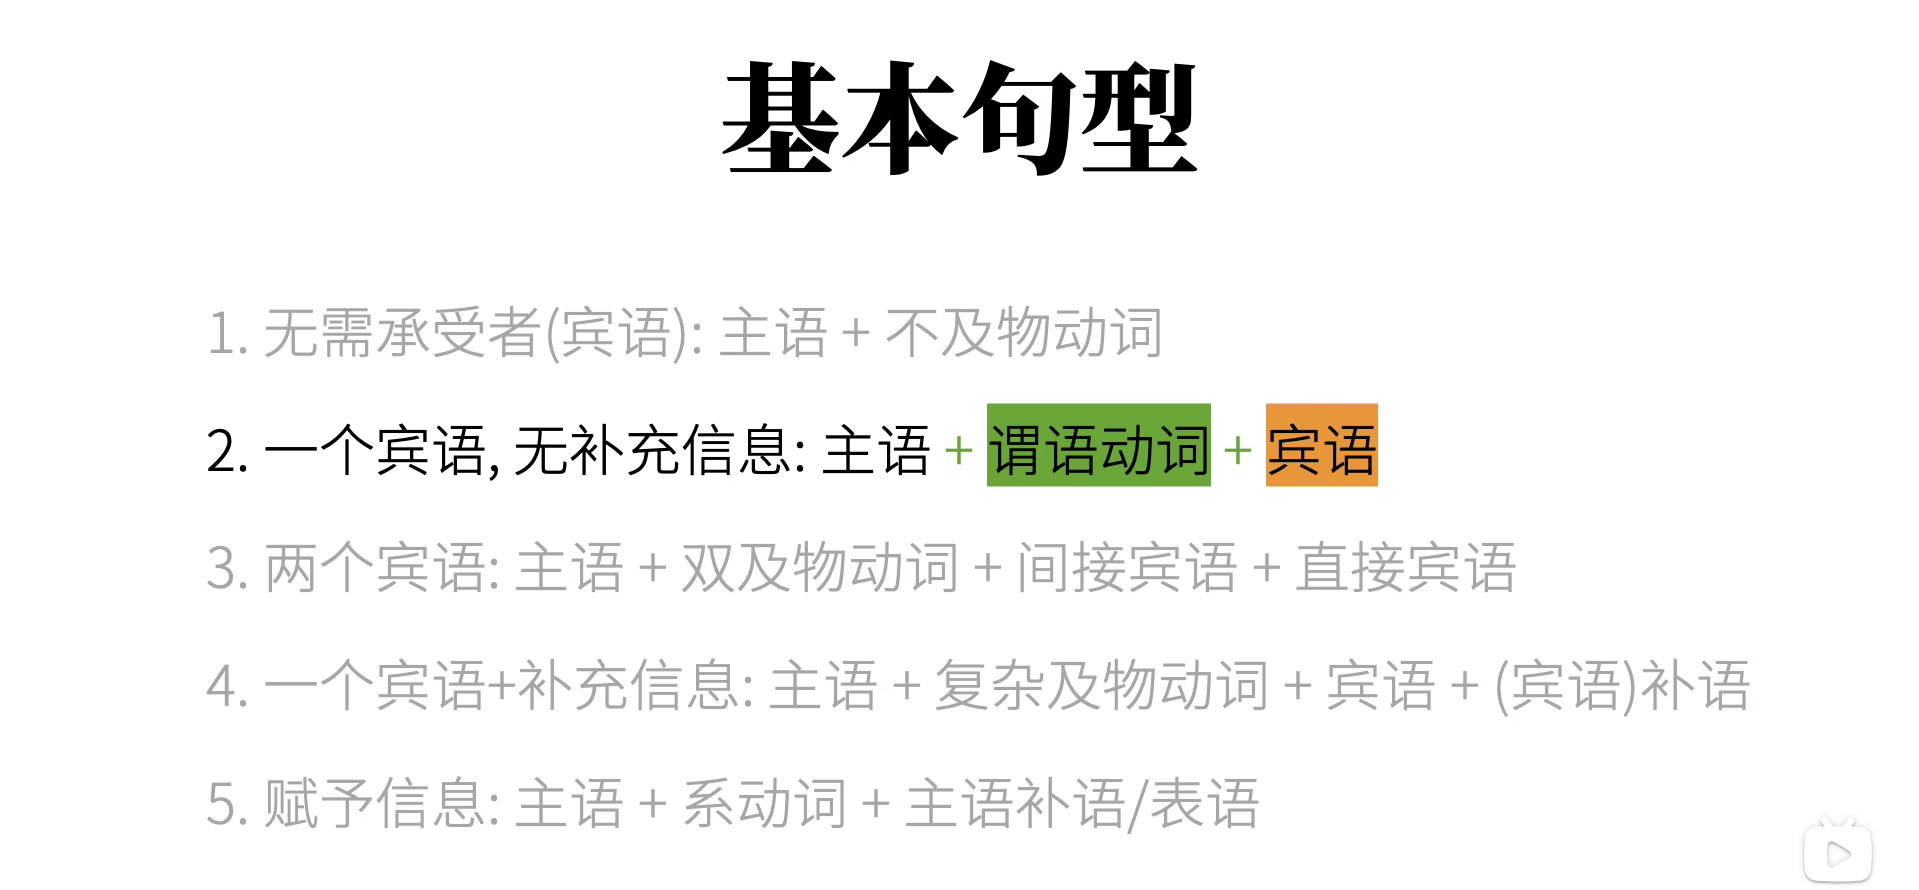 基本句型
1. 无需承受者(宾语): 主语 + 不及物动词
2. 一个宾语, 无补充信息: 主语 + 谓语动词 + 宾语
3. 两个宾语: 主语 + 双及物动词 + 间接宾语 + 直接宾语
4. 一个宾语+补充信息: 主语 + 复杂及物动词 + 宾语 + (宾语)补语
5. 赋予信息: 主语 + 系动词 + 主语补语/表语